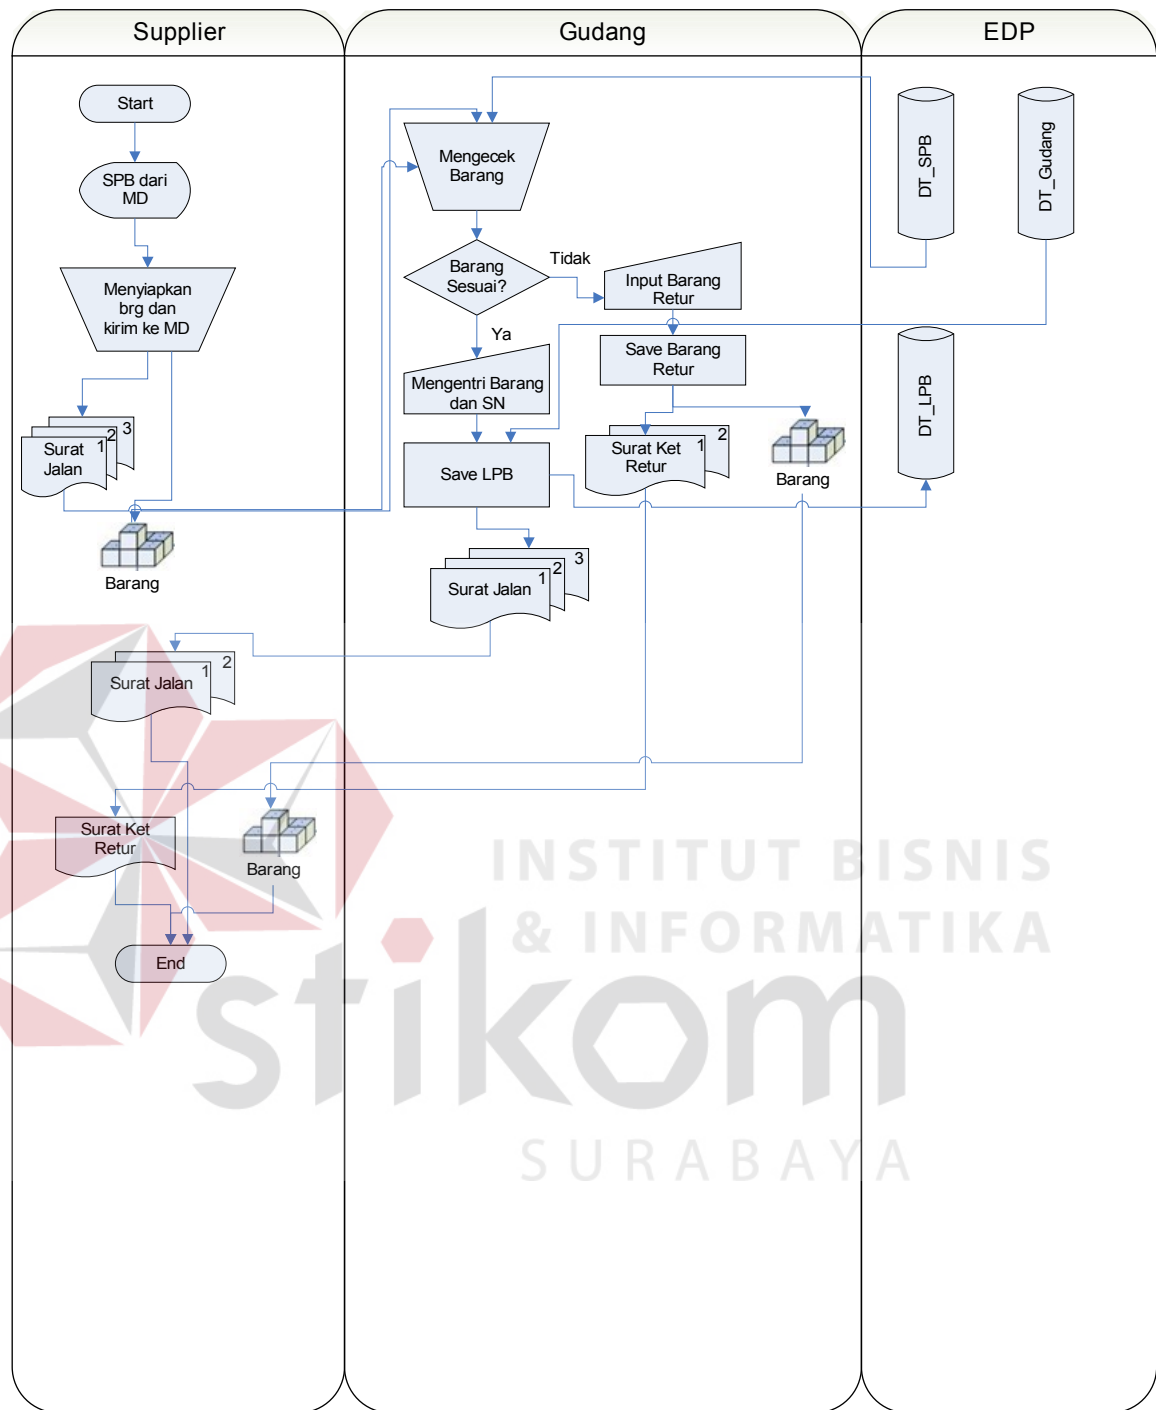 Supplier
Gudang
EDP
Start
SPB dari
MD
Menyiapkan
brg dan
kirim ke MD
3
2
1
Surat
Jalan
Barang
Mengecek
Barang
Barang
Sesuai?
Tidak
Ya
Input Barang
Retur
Save Barang
Retur
Mengentri Barang
dan SN
Save LPB
2
1
Surat Ket
Retur
Barang
3
2
1
Surat Jalan
DT_SPB
DT_Gudang
DT_LPB
2
1
Surat Jalan
Surat Ket
Retur
Barang
End
INSTITUT BISNIS
& INFORMATIKA
stikom
SURABAYA